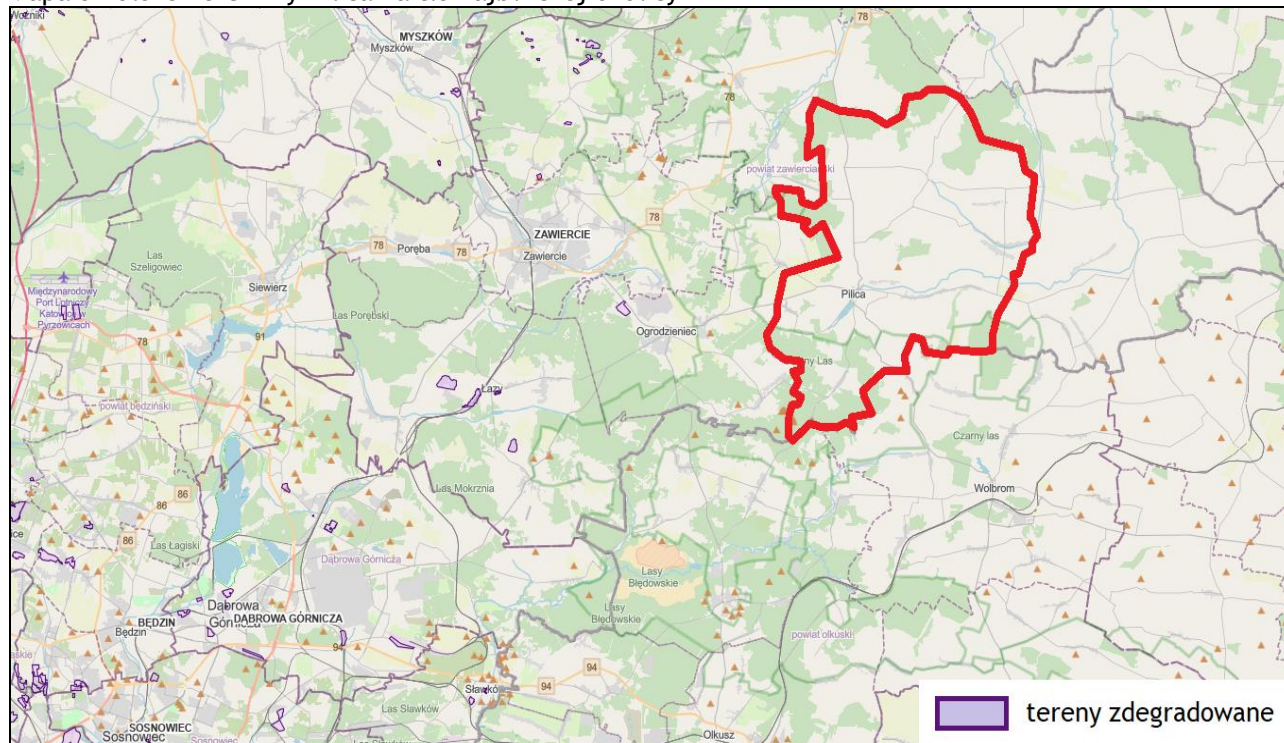 Woźniki
MYSZKÓW
Myszków
78
78
powiat zawierciański
78
ZAWIERCIE
Zawiercie
78
Poręba
78
Las
Szeligowiec
Siewierz
Międzynarodowy
Port Lotniczy
Katowice w
Pyrzowicach
Las Porębski
Ogrodzieniec
Pilica
78
91
powiat będziński
Łazy
Czarny las
Wolbrom
Las Mokrznia
86
86
Las Łagiski
Dąbrowa Górnicza
Lasy
Błędowskie
Lasy
Błędowskie
Dąbrowa
Górnicza
DĄBROWA GÓRNICZA
BĘDZIN
Będzin
94
powiat olkuski
94
94
Sławków
Las Sławków
SOSNOWIEC
Sosnowiec
Sosnowiec
Olkusz
tereny zdegradowane